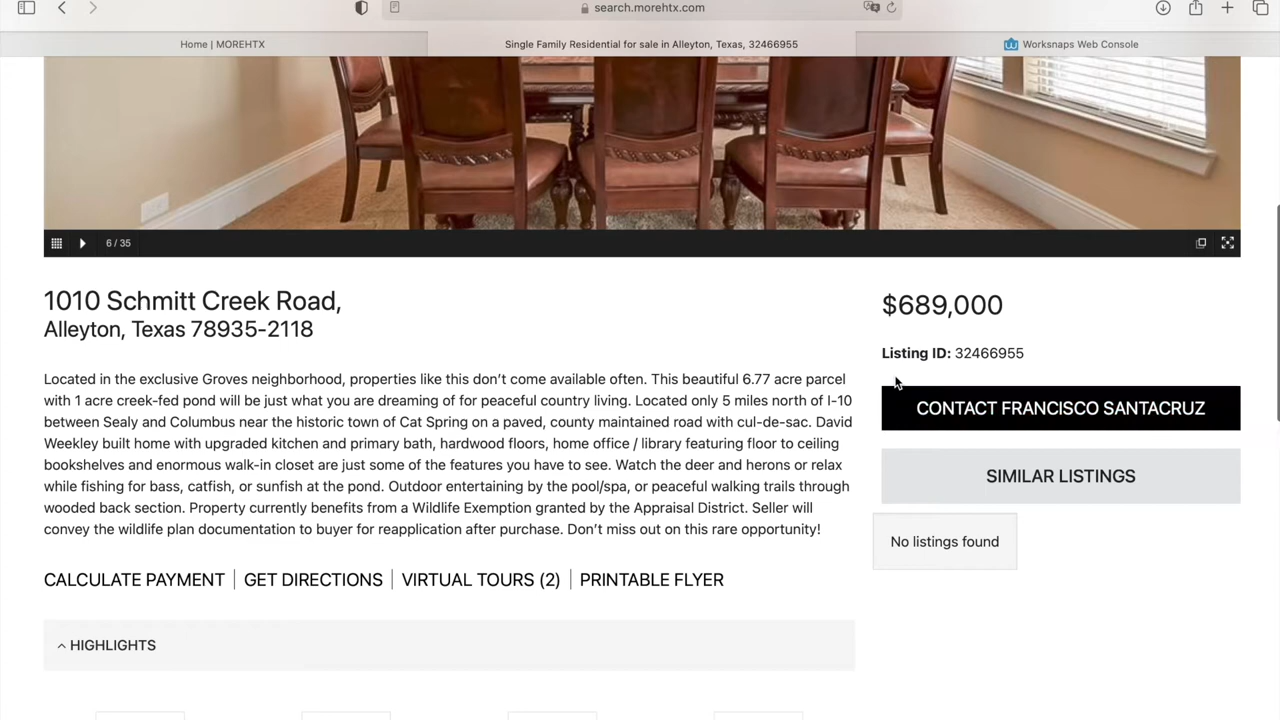 search.morehtx.com
Home | MOREHTX
Single Family Residential for sale in Alleyton, Texas, 32466955
Worksnaps Web Console
6 / 35
1010 Schmitt Creek Road,
Alleyton, Texas 78935-2118
Located in the exclusive Groves neighborhood, properties like this don’t come available often. This beautiful 6.77 acre parcel
with 1 acre creek-fed pond will be just what you are dreaming of for peaceful country living. Located only 5 miles north of I-10
between Sealy and Columbus near the historic town of Cat Spring on a paved, county maintained road with cul-de-sac. David
Weekley built home with upgraded kitchen and primary bath, hardwood floors, home office / library featuring floor to ceiling
bookshelves and enormous walk-in closet are just some of the features you have to see. Watch the deer and herons or relax
while fishing for bass, catfish, or sunfish at the pond. Outdoor entertaining by the pool/spa, or peaceful walking trails through
wooded back section. Property currently benefits from a Wildlife Exemption granted by the Appraisal District. Seller will
convey the wildlife plan documentation to buyer for reapplication after purchase. Don’t miss out on this rare opportunity!
CALCULATE PAYMENT | GET DIRECTIONS | VIRTUAL TOURS (2) | PRINTABLE FLYER
HIGHLIGHTS
$689,000
Listing ID: 32466955
CONTACT FRANCISCO SANTACRUZ
SIMILAR LISTINGS
No listings found